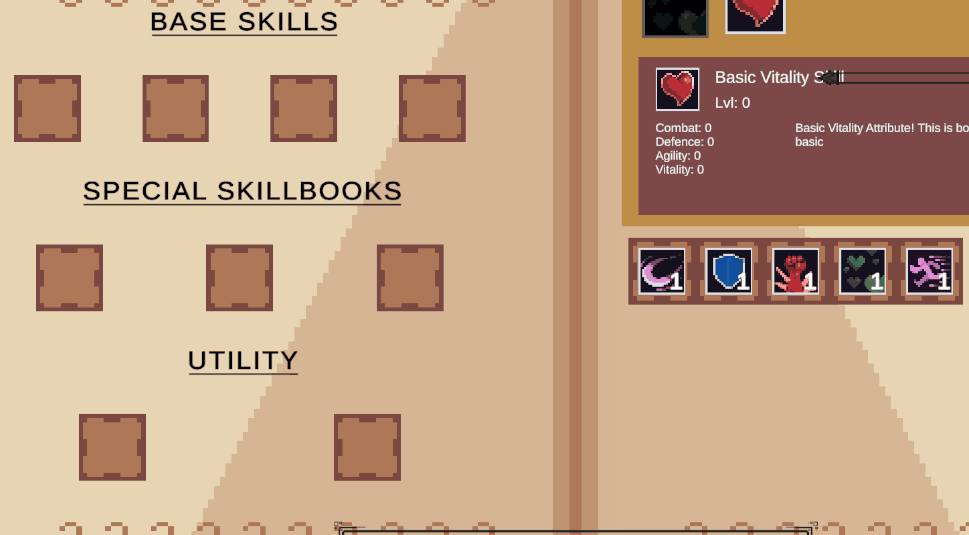 BASE SKILLS
SPECIAL SKILLBOOKS
UTILITY
Basic Vitality
Lvl: 0
Combat: 0
Defence: 0
Agility: 0
Vitality: 0
Basic Vitality Attribute! This is bo
basic
1 1 1 1 1